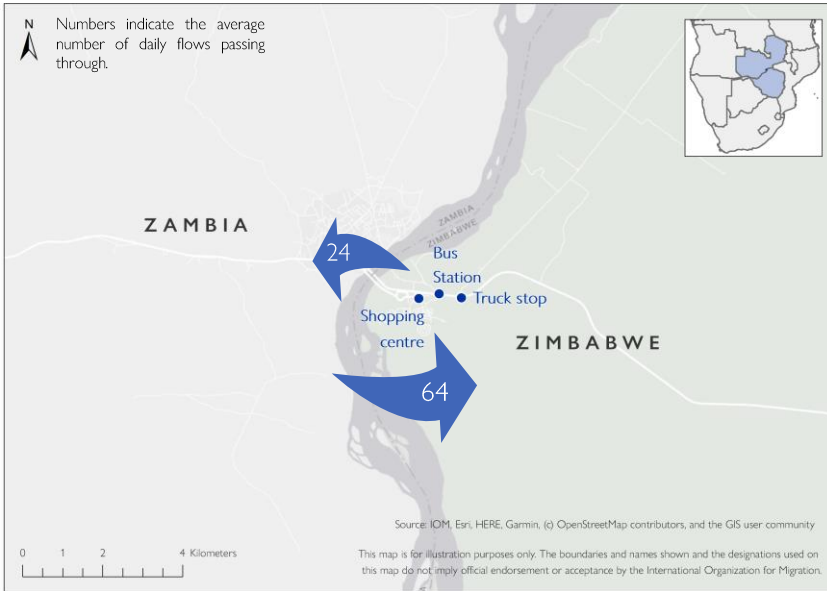 N
Numbers indicate the average
number of daily flows passing
through.
ZAMBIA
ZIMBABWE
ZAMBIA
24
Bus
Station
Truck stop
Shopping
centre
ZIMBABWE
64
Source: IOM, Esri, HERE, Garmin, (c) OpenStreetMap contributors, and the GIS user community
0 1 2 4 Kilometers
This map is for illustration purposes only. The boundaries and names shown and the designations used on
this map do not imply official endorsement or acceptance by the International Organization for Migration.